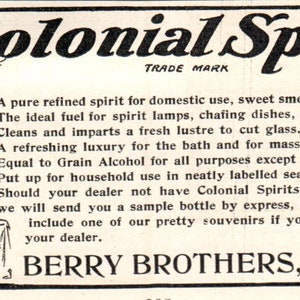 olonial Sp
TRADE MARK
A pure refined spirit for domestic use, sweet sme
The ideal fuel for spirit lamps, chafing dishes,
Cleans and imparts a fresh lustre to cut glass.
A refreshing luxury for the bath and for mass
Equal to Grain Alcohol for all purposes except
Put up for household use in neatly labelled sea
Should your dealer not have Colonial Spirits
we will send you a sample bottle by express,
include one of our pretty souvenirs if yo
your dealer.
BERRY BROTHERS,